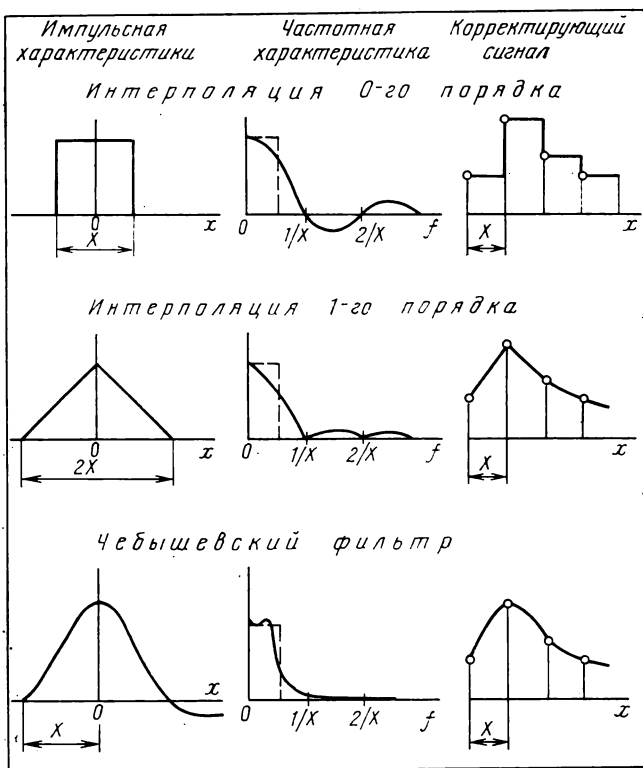 Импульсная Частотная Корректирующий
характеристики характеристика сигнал
Интерполяция 0-го порядка
0 x 0 1/X 2/X f X x
X
Интерполяция 1-го порядка
0 x 0 1/X 2/X f X x
2X
Чебышевский фильтр
x
0 0 1/X 2/X f X x
X